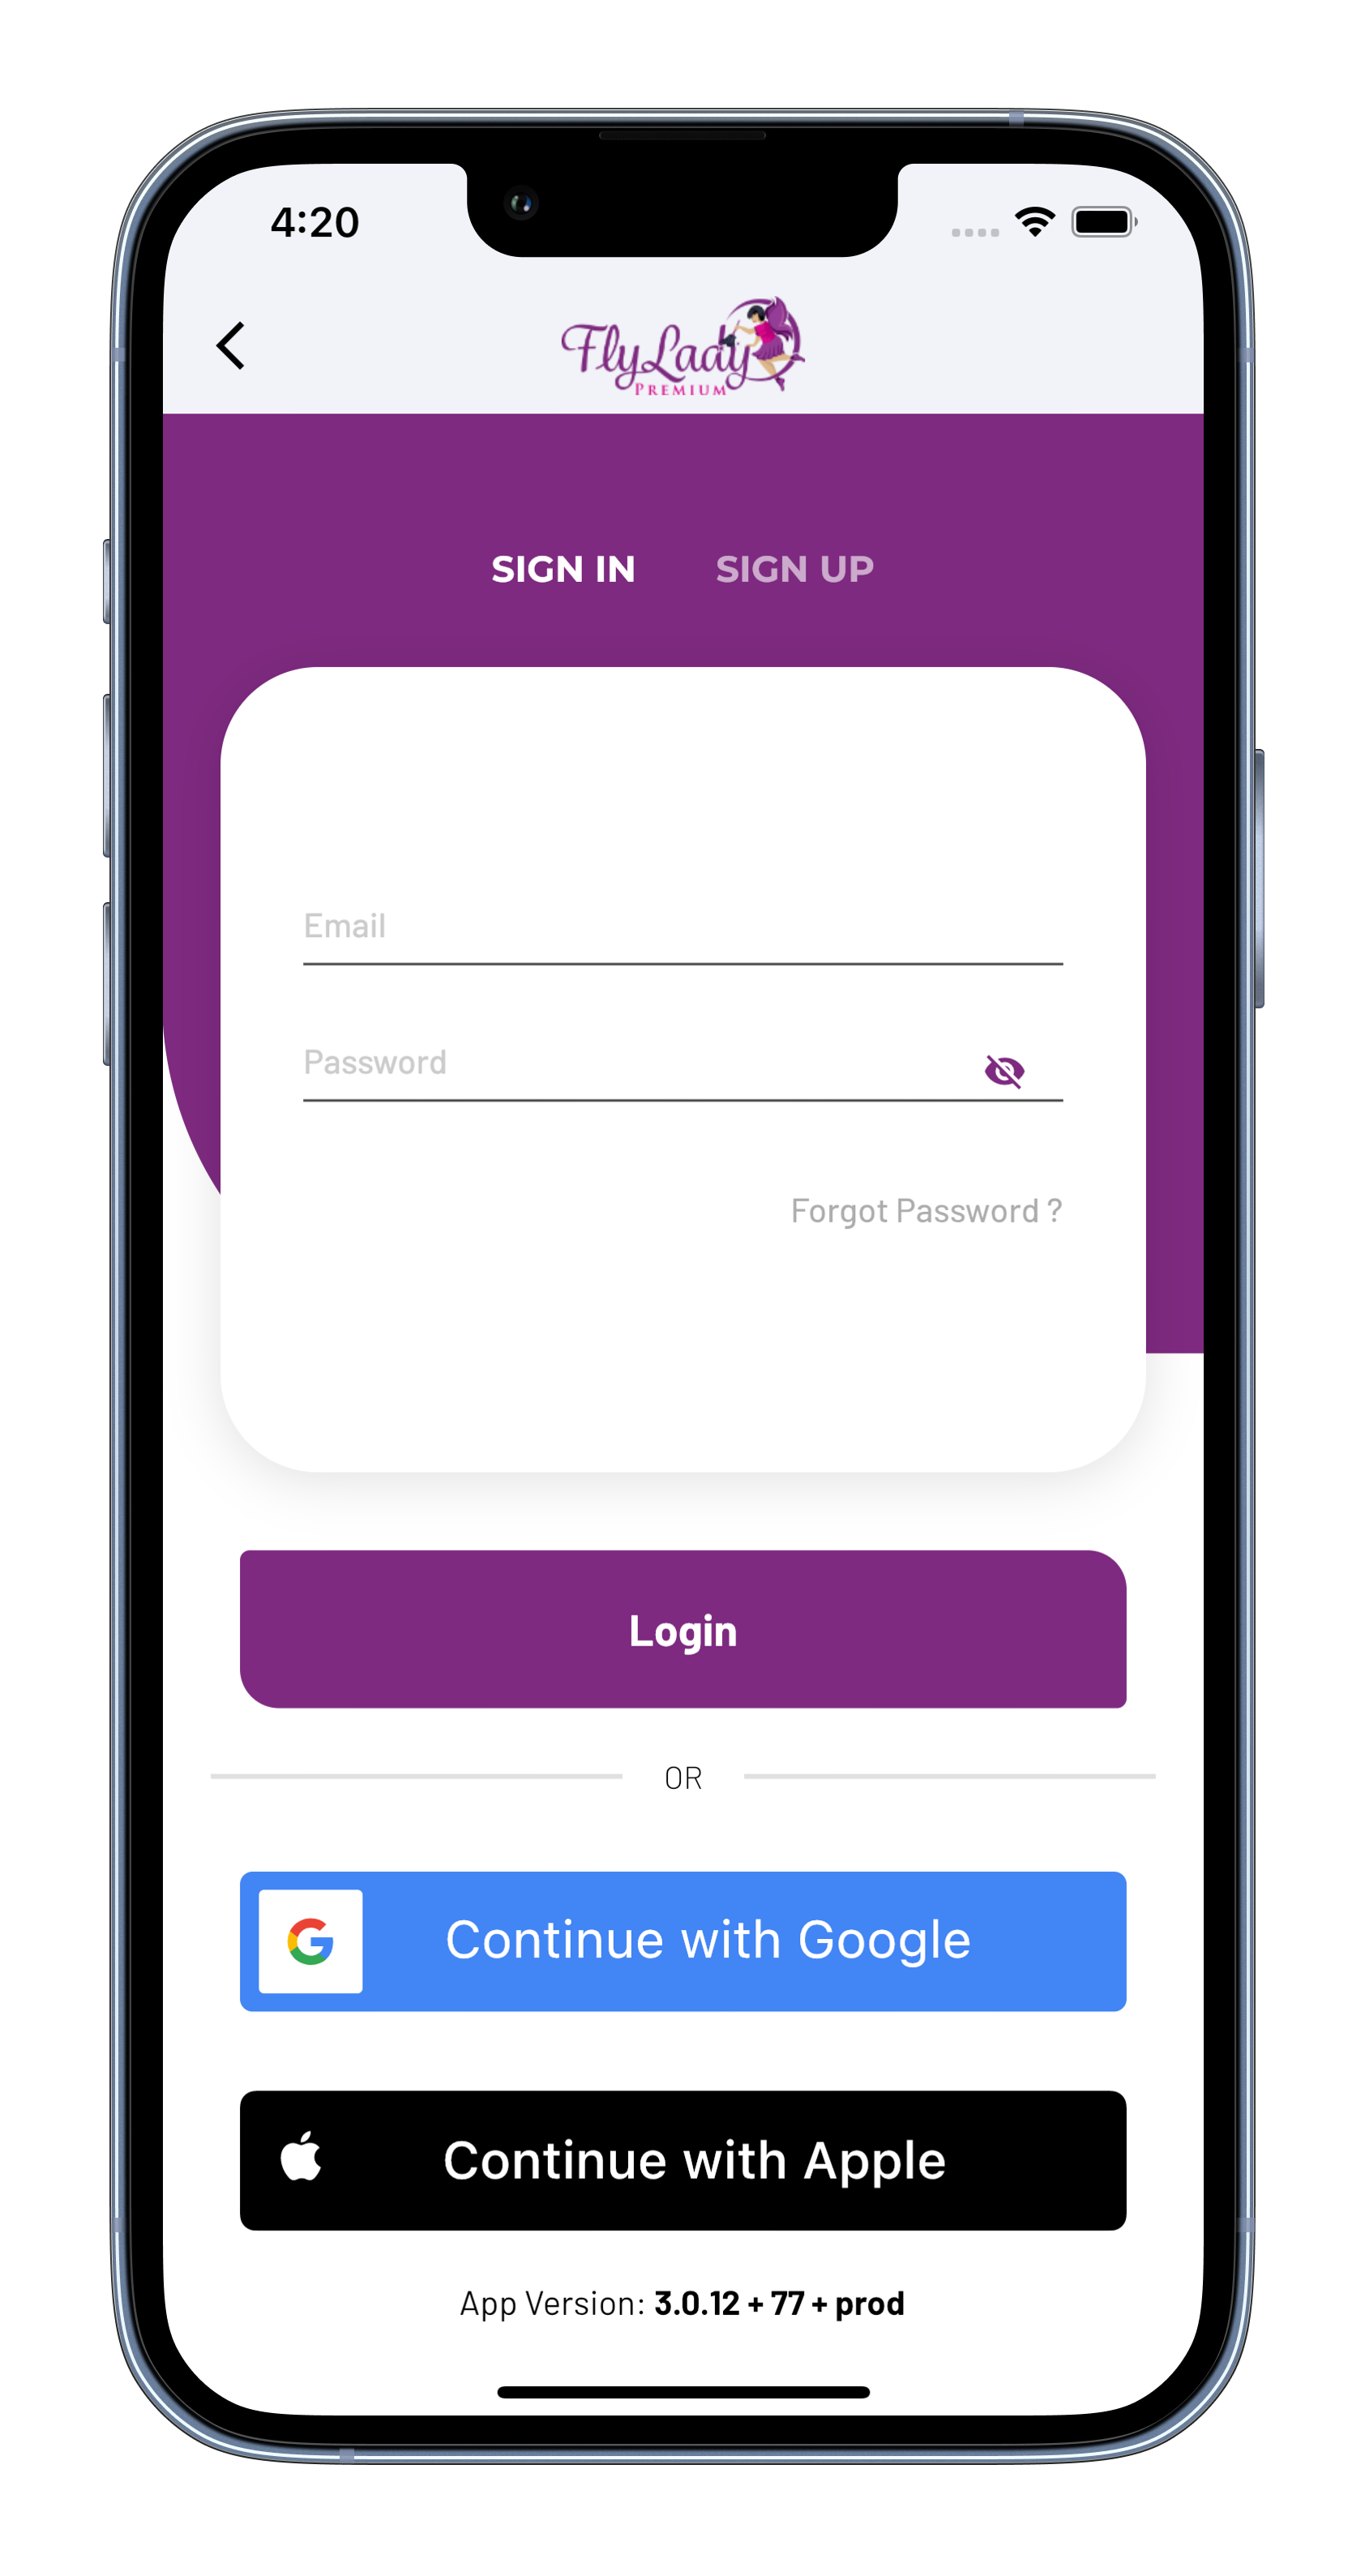 4:20
FlyLady
PREMIUM
SIGN IN SIGN UP
Email
Password
Forgot Password ?
Login
OR
Continue with Google
Continue with Apple
App Version: 3.0.12 + 77 + prod